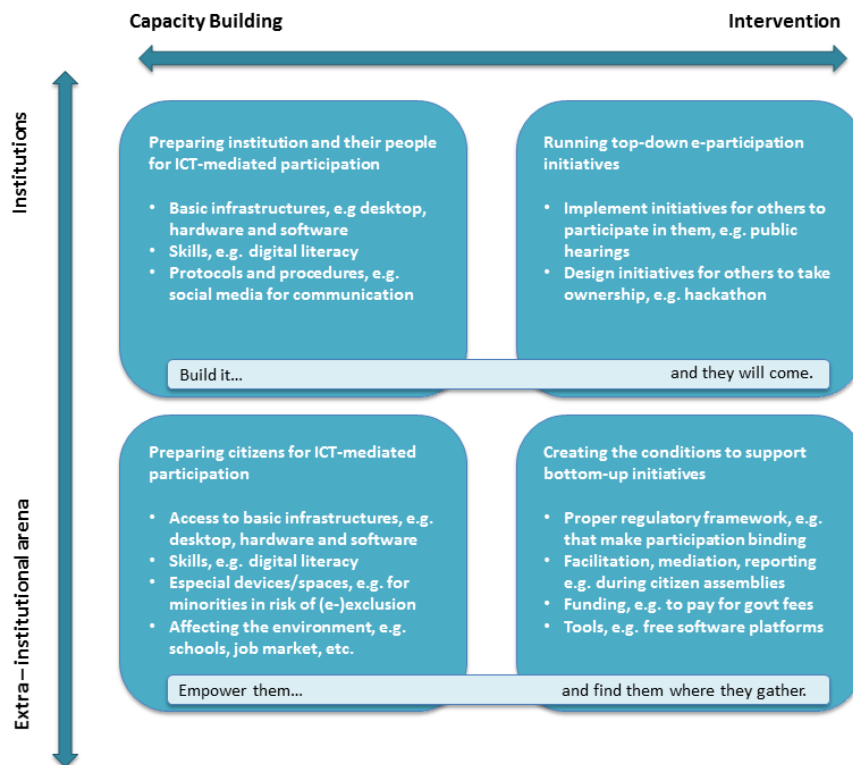 Capacity Building
Intervention
Institutions
Preparing institution and their people
for ICT-mediated participation
• Basic infrastructures, e.g desktop,
hardware and software
• Skills, e.g. digital literacy
• Protocols and procedures, e.g.
social media for communication
Running top-down e-participation
initiatives
• Implement initiatives for others to
participate in them, e.g. public
hearings
• Design initiatives for others to take
ownership, e.g. hackathon
Build it…
and they will come.
Extra – institutional arena
Preparing citizens for ICT-mediated
participation
• Access to basic infrastructures, e.g.
desktop, hardware and software
• Skills, e.g. digital literacy
• Especial devices/spaces, e.g. for
minorities in risk of (e-)exclusion
• Affecting the environment, e.g.
schools, job market, etc.
Creating the conditions to support
bottom-up initiatives
• Proper regulatory framework, e.g.
that make participation binding
• Facilitation, mediation, reporting
e.g. during citizen assemblies
• Funding, e.g. to pay for govt fees
• Tools, e.g. free software platforms
Empower them…
and find them where they gather.